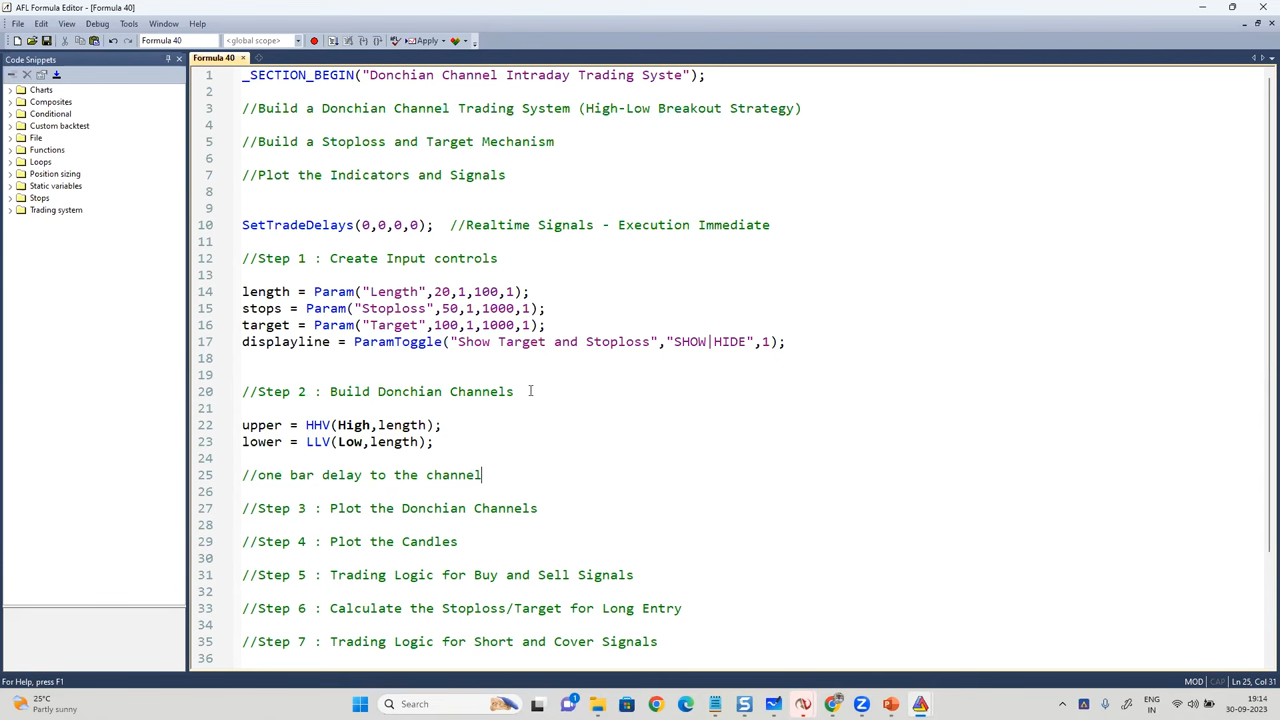 AFL Formula Editor - [Formula 40]
File Edit View Debug Tools Window Help
Formula 40 <global scope> Apply
Code Snippets
Charts
Composites
Conditional
Custom backtest
File
Functions
Loops
Position sizing
Static variables
Stops
Trading system
Formula 40
1 _SECTION_BEGIN("Donchian Channel Intraday Trading Syste");
2
3 //Build a Donchian Channel Trading System (High-Low Breakout Strategy)
4
5 //Build a Stoploss and Target Mechanism
6
7 //Plot the Indicators and Signals
8
9
10 SetTradeDelays(0,0,0,0); //Realtime Signals - Execution Immediate
11
12 //Step 1 : Create Input controls
13
14 length = Param("Length",20,1,100,1);
15 stops = Param("Stoploss",50,1,1000,1);
16 target = Param("Target",100,1,1000,1);
17 displayline = ParamToggle("Show Target and Stoploss","SHOW|HIDE",1);
18
19
20 //Step 2 : Build Donchian Channels
21
22 upper = HHV(High,length);
23 lower = LLV(Low,length);
24
25 //one bar delay to the channel
26
27 //Step 3 : Plot the Donchian Channels
28
29 //Step 4 : Plot the Candles
30
31 //Step 5 : Trading Logic for Buy and Sell Signals
32
33 //Step 6 : Calculate the Stoploss/Target for Long Entry
34
35 //Step 7 : Trading Logic for Short and Cover Signals
36
For Help, press F1
MOD CAP Ln 25, Col 31
25°C
Partly sunny
Search
ENG
IN
19:14
30-09-2023